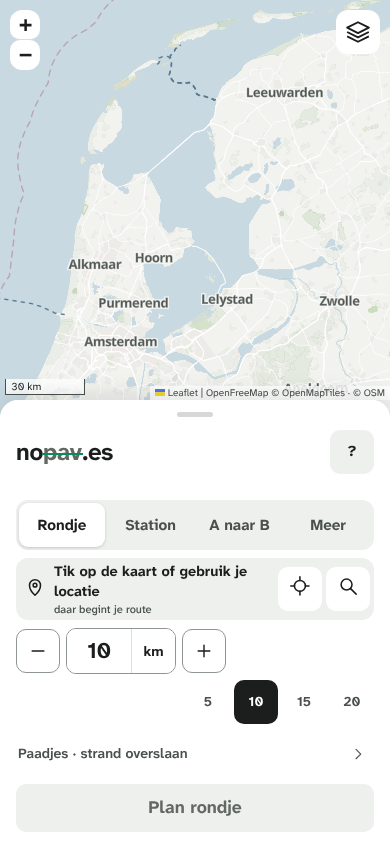 +
−
Leeuwarden
Alkmaar
Hoorn
Purmerend
Lelystad
Zwolle
Amsterdam
30 km
Leaflet | OpenFreeMap © OpenMapTiles · © OSM
nopav.es
?
Rondje
Station
A naar B
Meer
Tik op de kaart of gebruik je
locatie
daar begint je route
− 10 km +
5 10 15 20
Paadjes · strand overslaan
Plan rondje